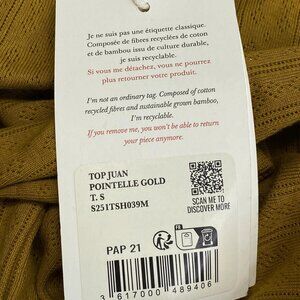 Je ne suis pas une étiquette classique.
Composée de fibres recyclées de coton
et de bambou issu de culture durable,
je suis recyclable.
Si vous me détachez, vous ne pourrez
plus retourner votre produit.
I'm not an ordinary tag. Composed of cotton
recycled fibres and sustainable grown bamboo,
I'm recyclable.
If you remove me, you won't be able to return
your piece anymore.
TOP JUAN
POINTELLE GOLD
T. S
S251TSH039M
SCAN ME TO
DISCOVER MORE
PAP 21
FR
3 617000 489406